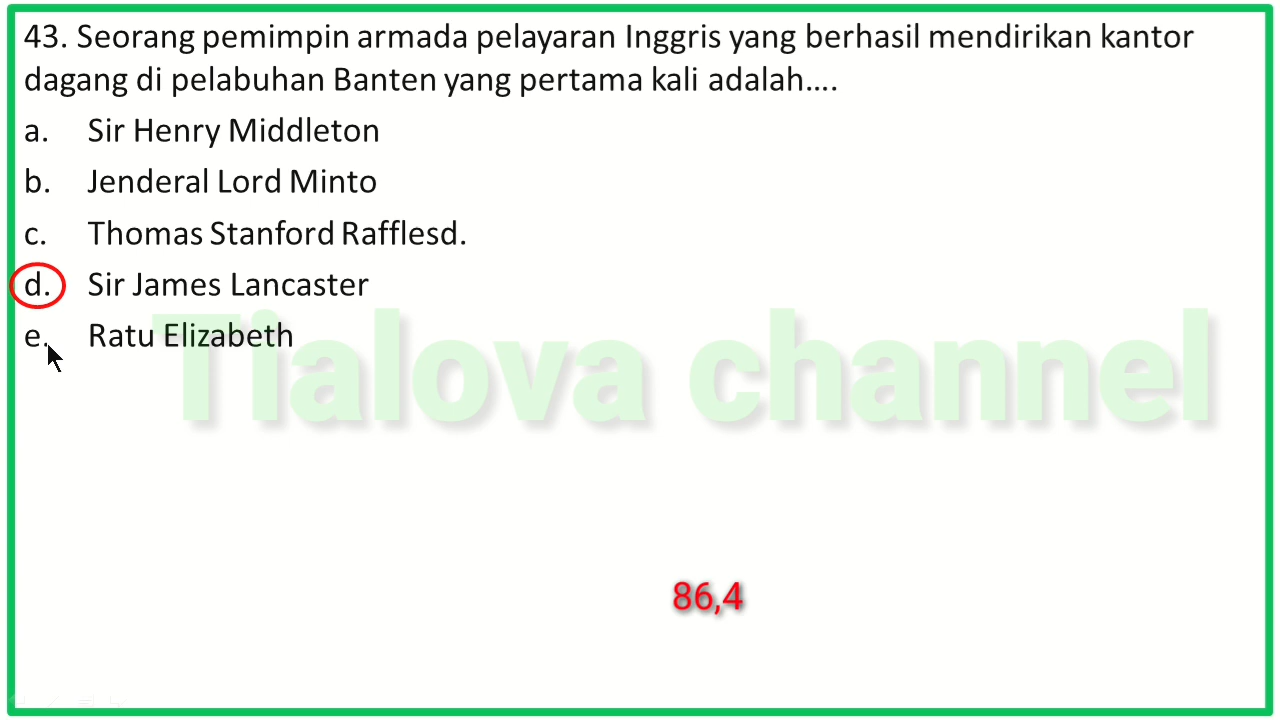 43. Seorang pemimpin armada pelayaran Inggris yang berhasil mendirikan kantor
dagang di pelabuhan Banten yang pertama kali adalah....
a. Sir Henry Middleton
b. Jenderal Lord Minto
c. Thomas Stanford Rafflesd.
d. Sir James Lancaster
e. Ratu Elizabeth
Tialova channel
86,4